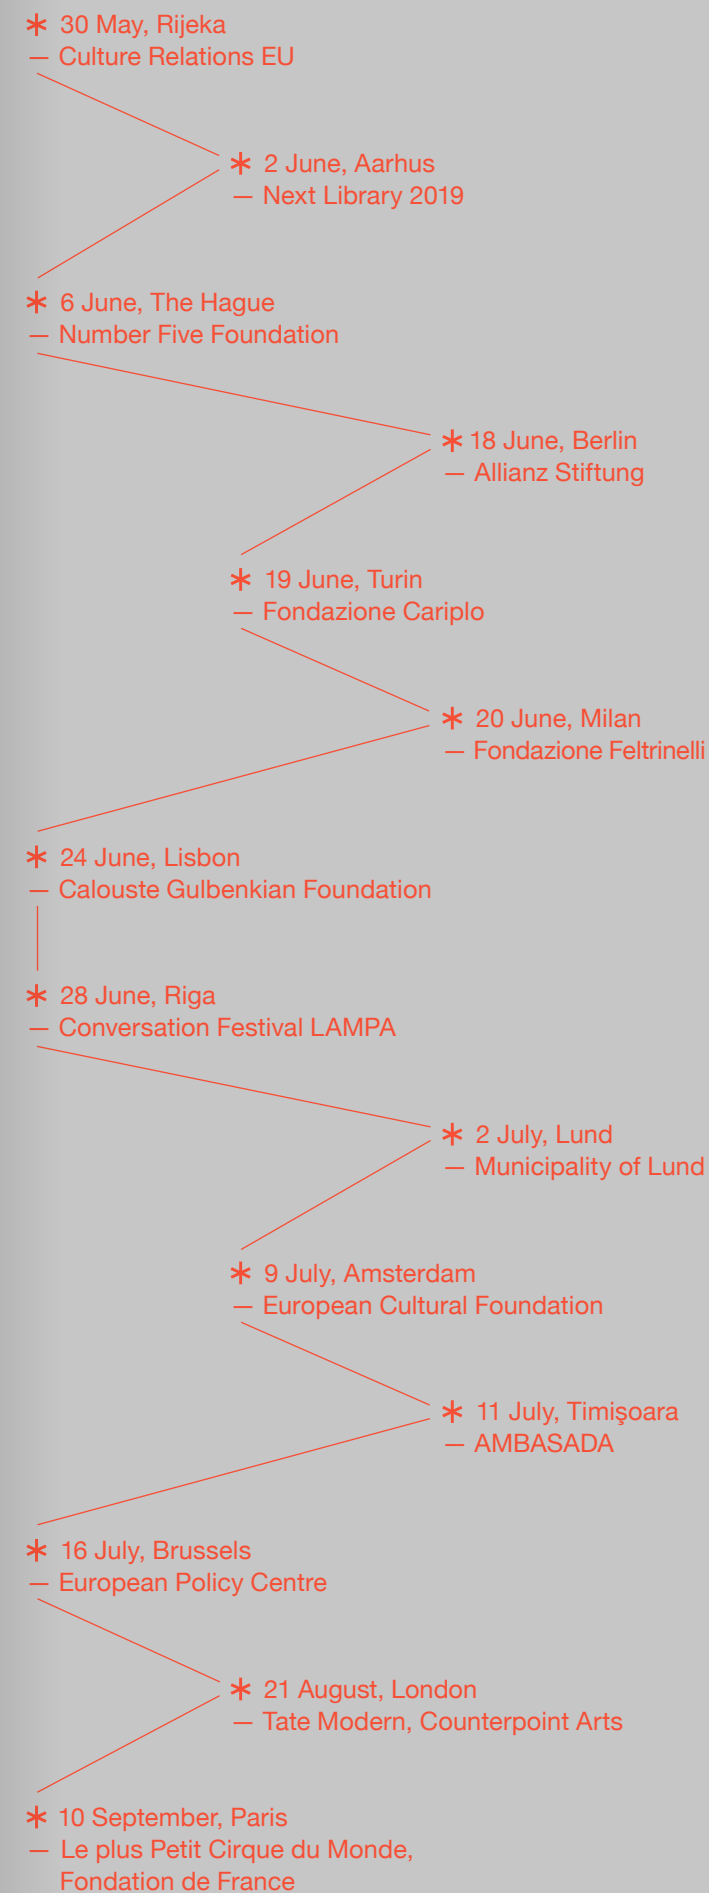 * 30 May, Rijeka
— Culture Relations EU
* 2 June, Aarhus
— Next Library 2019
* 6 June, The Hague
— Number Five Foundation
* 18 June, Berlin
— Allianz Stiftung
* 19 June, Turin
— Fondazione Cariplo
* 20 June, Milan
— Fondazione Feltrinelli
* 24 June, Lisbon
— Calouste Gulbenkian Foundation
* 28 June, Riga
— Conversation Festival LAMPA
* 2 July, Lund
— Municipality of Lund
* 9 July, Amsterdam
— European Cultural Foundation
* 11 July, Timişoara
— AMBASADA
* 16 July, Brussels
— European Policy Centre
* 21 August, London
— Tate Modern, Counterpoint Arts
* 10 September, Paris
— Le plus Petit Cirque du Monde,
Fondation de France